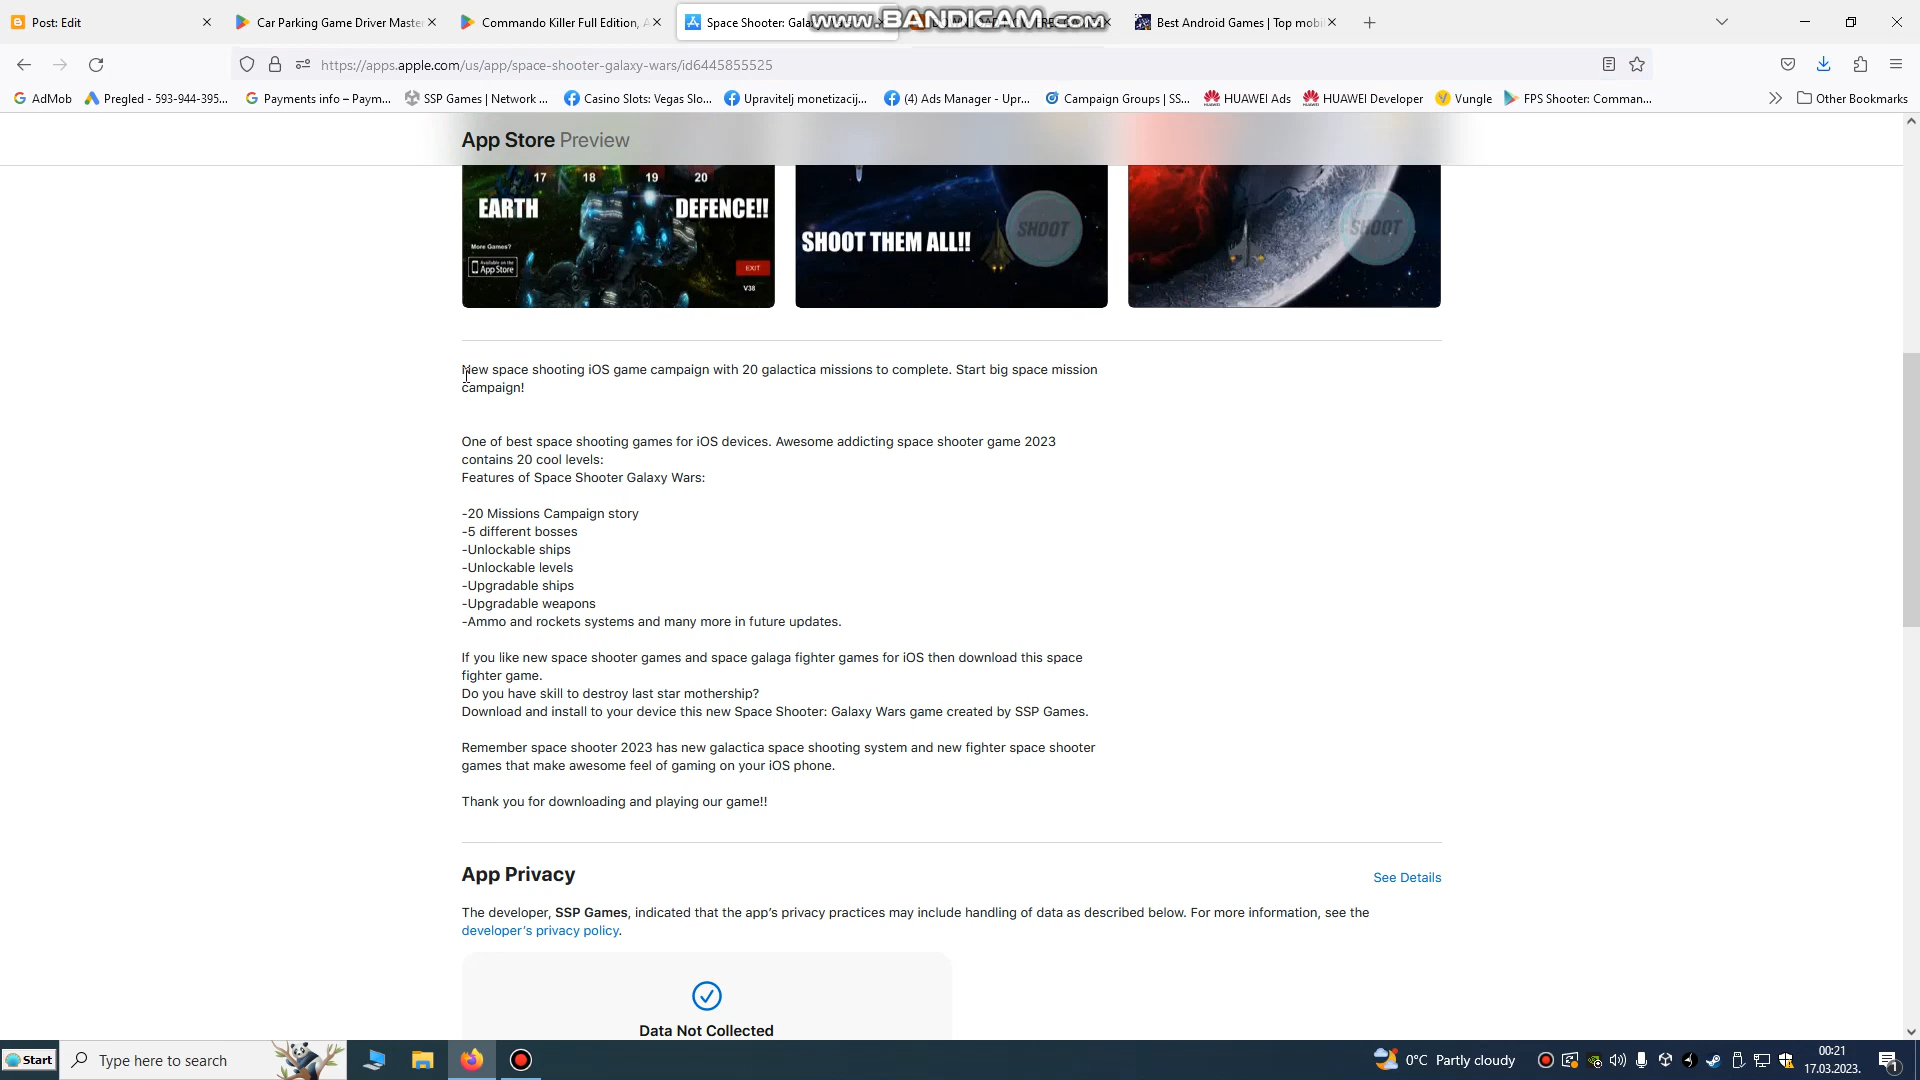 Post: Edit
Car Parking Game Driver Maste
Commando Killer Full Edition, A
Space Shooter: Gala
www.BANDICAM.com
Best Android Games | Top mobi
https://apps.apple.com/us/app/space-shooter-galaxy-wars/id6445855525
AdMob
Pregled - 593-944-395...
Payments info – Paym...
SSP Games | Network ...
Casino Slots: Vegas Slo...
Upravitelj monetizacij...
(4) Ads Manager - Upr...
Campaign Groups | SS...
HUAWEI Ads
HUAWEI Developer
Vungle
FPS Shooter: Comman...
Other Bookmarks
App Store Preview
17 18 19 20
EARTH DEFENCE!!
More Games?
Available on the
App Store
EXIT
V38
SHOOT THEM ALL!!
SHOOT
SHOOT
New space shooting iOS game campaign with 20 galactica missions to complete. Start big space mission
campaign!
One of best space shooting games for iOS devices. Awesome addicting space shooter game 2023
contains 20 cool levels:
Features of Space Shooter Galaxy Wars:
-20 Missions Campaign story
-5 different bosses
-Unlockable ships
-Unlockable levels
-Upgradable ships
-Upgradable weapons
-Ammo and rockets systems and many more in future updates.
If you like new space shooter games and space galaga fighter games for iOS then download this space
fighter game.
Do you have skill to destroy last star mothership?
Download and install to your device this new Space Shooter: Galaxy Wars game created by SSP Games.
Remember space shooter 2023 has new galactica space shooting system and new fighter space shooter
games that make awesome feel of gaming on your iOS phone.
Thank you for downloading and playing our game!!
App Privacy
See Details
The developer, SSP Games, indicated that the app’s privacy practices may include handling of data as described below. For more information, see the
developer’s privacy policy.
Data Not Collected
Start
Type here to search
0°C Partly cloudy
00:21
17.03.2023.
1